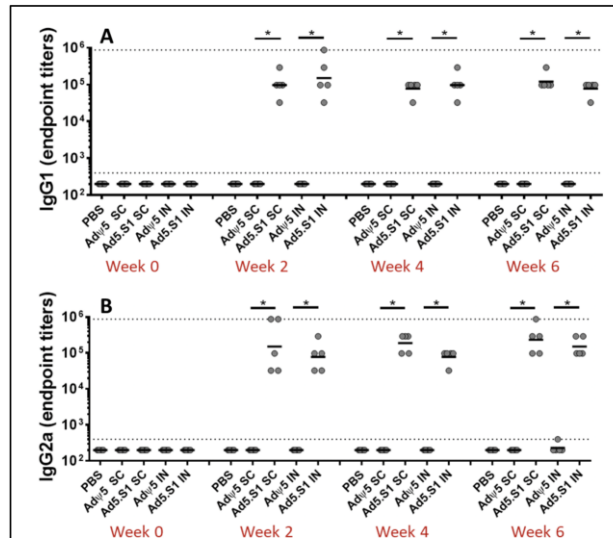 A
IgG1 (endpoint titers)
10⁶
10⁵
10⁴
10³
10²
* * * * * *
PBS Adψ5 SC Ad5.S1 SC Adψ5 IN Ad5.S1 IN PBS Adψ5 SC Ad5.S1 SC Adψ5 IN Ad5.S1 IN PBS Adψ5 SC Ad5.S1 SC Adψ5 IN Ad5.S1 IN PBS Adψ5 SC Ad5.S1 SC Adψ5 IN Ad5.S1 IN
Week 0 Week 2 Week 4 Week 6
B
IgG2a (endpoint titers)
10⁶
10⁵
10⁴
10³
10²
* * * * * *
PBS Adψ5 SC Ad5.S1 SC Adψ5 IN Ad5.S1 IN PBS Adψ5 SC Ad5.S1 SC Adψ5 IN Ad5.S1 IN PBS Adψ5 SC Ad5.S1 SC Adψ5 IN Ad5.S1 IN PBS Adψ5 SC Ad5.S1 SC Adψ5 IN Ad5.S1 IN
Week 0 Week 2 Week 4 Week 6